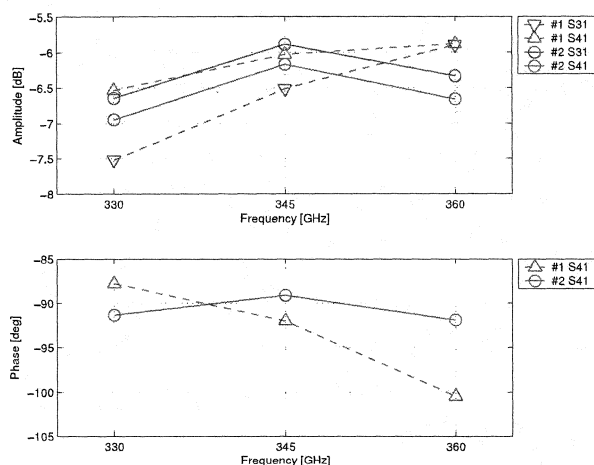 -5.5
-6
-6.5
-7
-7.5
-8
Amplitude [dB]
330
345
360
Frequency [GHz]
#1 S31
#1 S41
#2 S31
#2 S41
-85
-90
-95
-100
-105
Phase [deg]
330
345
360
Frequency [GHz]
#1 S41
#2 S41